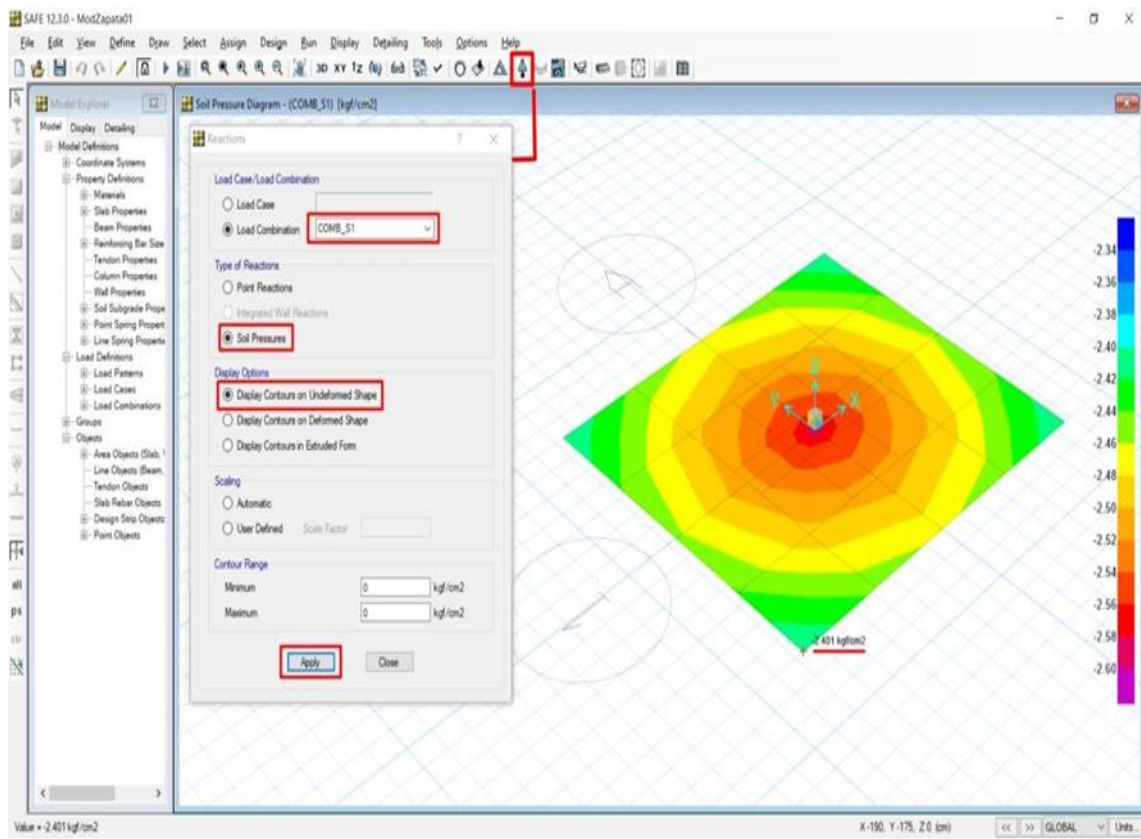 SAFE 12.3.0 - ModZapata01
File Edit View Define Draw Select Assign Design Run Display Detailing Tools Options Help
3D XY 6d
Model Explorer
Model Display Detailing
Model Definitions
Coordinate Systems
Property Definitions
Materials
Slab Properties
Beam Properties
Reinforcing Bar Size
Tendon Properties
Column Properties
Wall Properties
Soil Subgrade Prope
Point Spring Propert
Line Spring Propertie
Load Definitions
Load Patterns
Load Cases
Load Combinations
Groups
Objects
Area Objects (Slab,
Line Objects (Beam,
Tendon Objects
Slab Rebar Objects
Design Strip Objects
Point Objects
all
ps
clr
Soil Pressure Diagram - (COMB_S1) [kgf/cm2]
Reactions
? X
Load Case/Load Combination
Load Case
Load Combination COMB_S1
Type of Reactions
Point Reactions
Integrated Wall Reactions
Soil Pressures
Display Options
Display Contours on Undeformed Shape
Display Contours on Deformed Shape
Display Contours in Extruded Form
Scaling
Automatic
User Defined Scale Factor
Contour Range
Minimum 0 kgf/cm2
Maximum 0 kgf/cm2
Apply Close
A
1
Z
Y X
-2.401 kgf/cm2
-2.34
-2.36
-2.38
-2.40
-2.42
-2.44
-2.46
-2.48
-2.50
-2.52
-2.54
-2.56
-2.58
-2.60
Value = -2.401 kgf/cm2
X -190, Y -175, Z 0 (cm) << >> GLOBAL Units